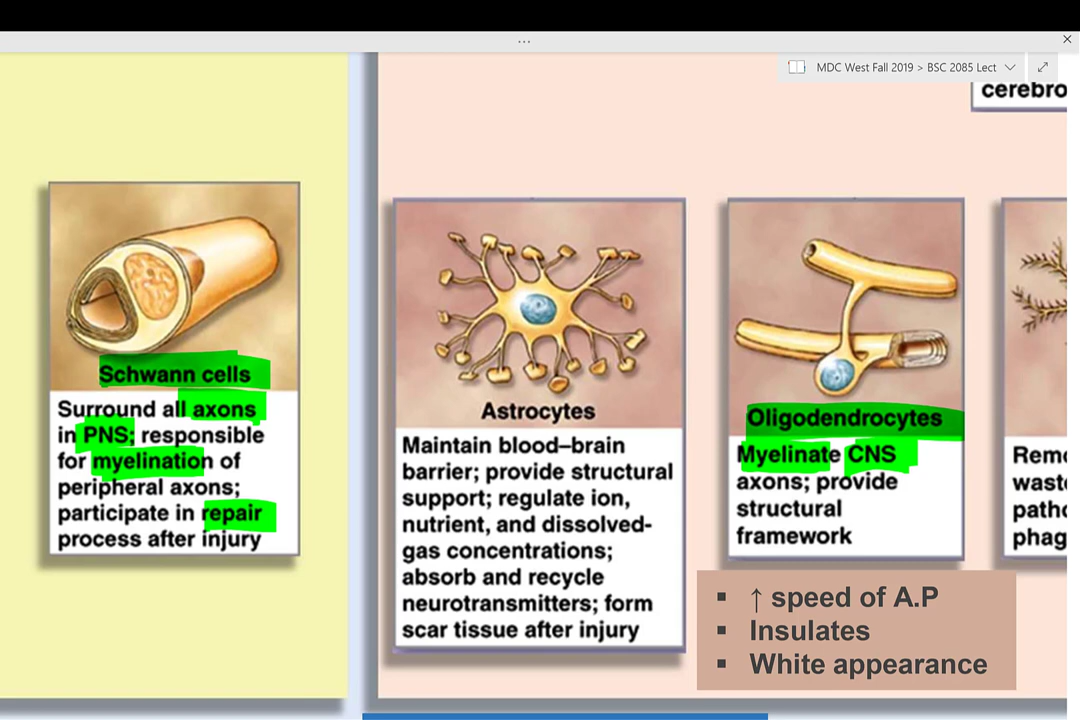 ...
MDC West Fall 2019 > BSC 2085 Lect
Schwann cells
Surround all axons
in PNS; responsible
for myelination of
peripheral axons;
participate in repair
process after injury
Astrocytes
Maintain blood–brain
barrier; provide structural
support; regulate ion,
nutrient, and dissolved-
gas concentrations;
absorb and recycle
neurotransmitters; form
scar tissue after injury
Oligodendrocytes
Myelinate CNS
axons; provide
structural
framework
▪ ↑ speed of A.P
▪ Insulates
▪ White appearance
cerebro
Remo
waste
patho
phag